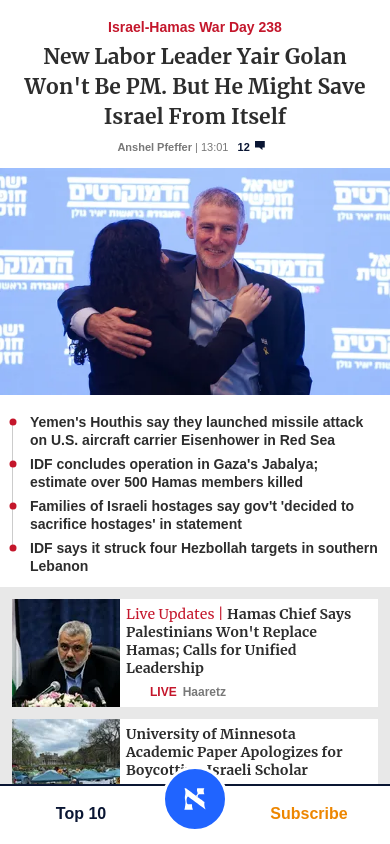 Israel-Hamas War Day 238
New Labor Leader Yair Golan
Won't Be PM. But He Might Save
Israel From Itself
Anshel Pfeffer | 13:01 12
הדמוקרטים
בראשות יאיר גולן
Yemen's Houthis say they launched missile attack
on U.S. aircraft carrier Eisenhower in Red Sea
IDF concludes operation in Gaza's Jabalya;
estimate over 500 Hamas members killed
Families of Israeli hostages say gov't 'decided to
sacrifice hostages' in statement
IDF says it struck four Hezbollah targets in southern
Lebanon
Live Updates | Hamas Chief Says
Palestinians Won't Replace
Hamas; Calls for Unified
Leadership
LIVE Haaretz
University of Minnesota
Academic Paper Apologizes for
Israeli Scholar
Top 10
א
Subscribe